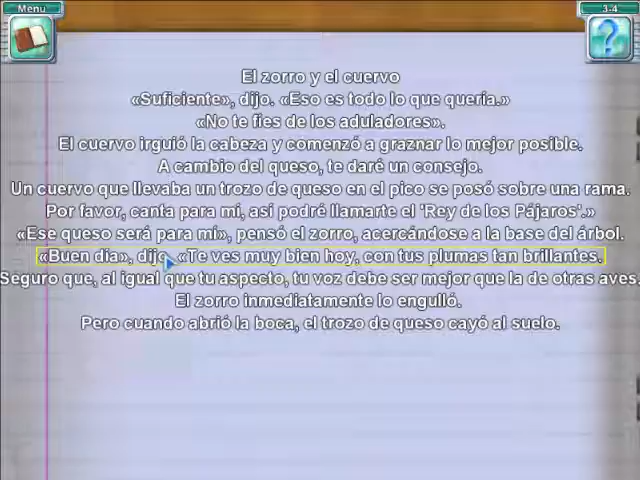 Menu
3-4
El zorro y el cuervo
«Suficiente», dijo. «Eso es todo lo que quería.»
«No te fies de los aduladores».
El cuervo irguió la cabeza y comenzó a graznar lo mejor posible.
A cambio del queso, te daré un consejo.
Un cuervo que llevaba un trozo de queso en el pico se posó sobre una rama.
Por favor, canta para mí, así podré llamarte el 'Rey de los Pájaros'.»
«Ese queso será para mí», pensó el zorro, acercándose a la base del árbol.
«Buen día», dijo. «Te ves muy bien hoy, con tus plumas tan brillantes.
Seguro que, al igual que tu aspecto, tu voz debe ser mejor que la de otras aves.
El zorro inmediatamente lo engulló.
Pero cuando abrió la boca, el trozo de queso cayó al suelo.